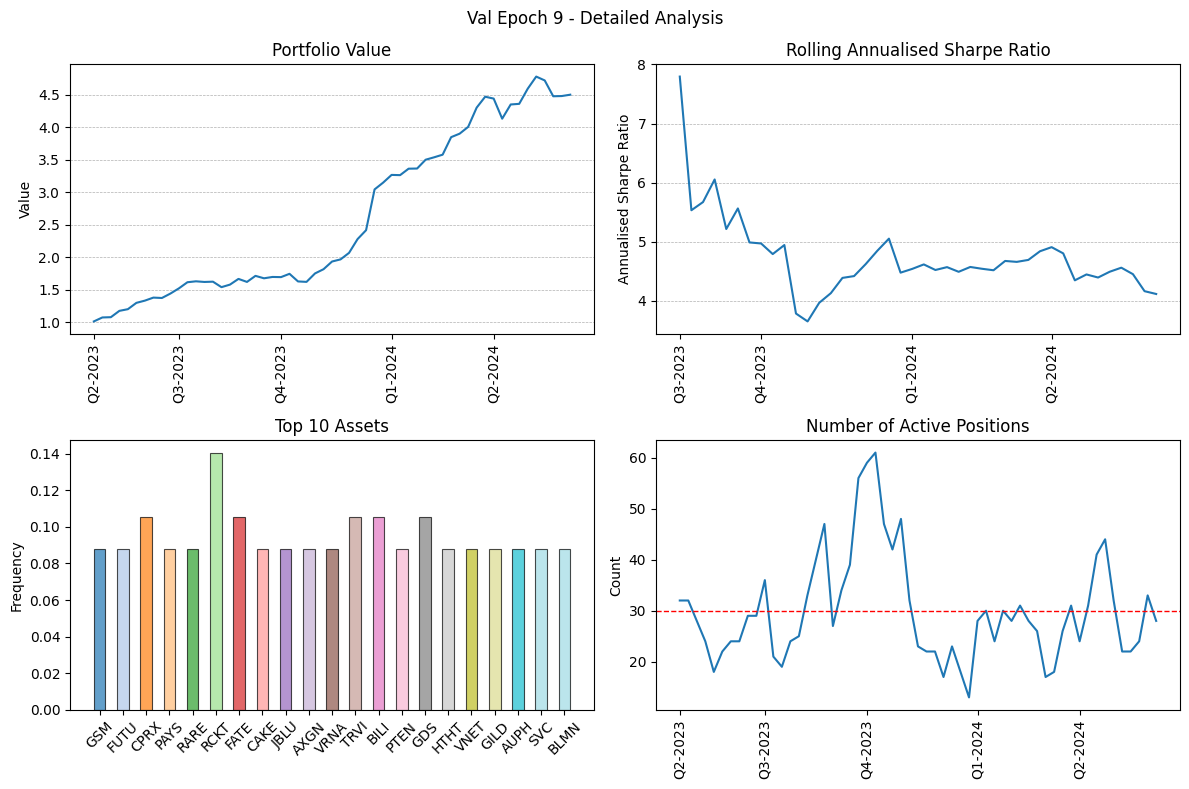 Val Epoch 9 - Detailed Analysis
Portfolio Value
Value
4.5
4.0
3.5
3.0
2.5
2.0
1.5
1.0
Q2-2023
Q3-2023
Q4-2023
Q1-2024
Q2-2024
Rolling Annualised Sharpe Ratio
Annualised Sharpe Ratio
8
7
6
5
4
Q3-2023
Q4-2023
Q1-2024
Q2-2024
Top 10 Assets
Frequency
0.14
0.12
0.10
0.08
0.06
0.04
0.02
0.00
GSM
FUTU
CPRX
PAYS
RARE
RCKT
FATE
CAKE
JBLU
AXGN
VRNA
TRVI
BILI
PTEN
GDS
HTHT
VNET
GILD
AUPH
SVC
BLMN
Number of Active Positions
Count
60
50
40
30
20
Q2-2023
Q3-2023
Q4-2023
Q1-2024
Q2-2024